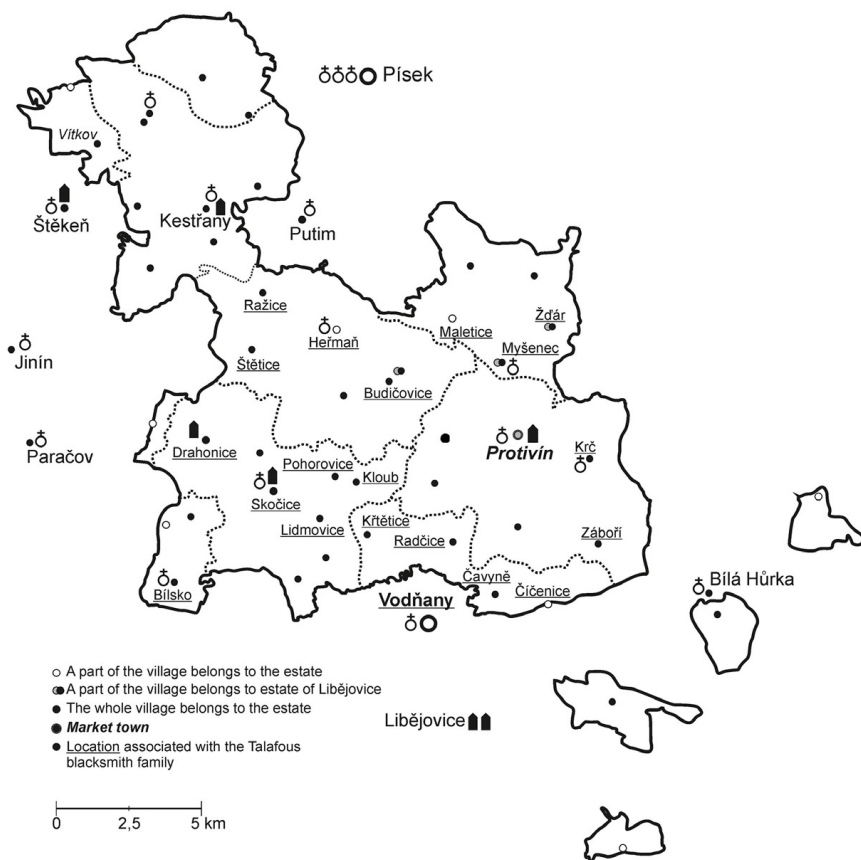 Písek
Vítkov
Štěkeň
Kestřany
Putim
Ražice
Heřmaň
Maletice
Žďár
Myšenec
Jinín
Štětice
Budičovice
Paračov
Drahonice
Protivín
Krč
Pohorovice
Kloub
Skočice
Lidmovice
Křtětice
Radčice
Záboří
Bílsko
Čavyně
Číčenice
Bílá Hůrka
Vodňany
Libějovice
A part of the village belongs to the estate
A part of the village belongs to estate of Libějovice
The whole village belongs to the estate
Market town
Location associated with the Talafous
blacksmith family
0 2,5 5 km